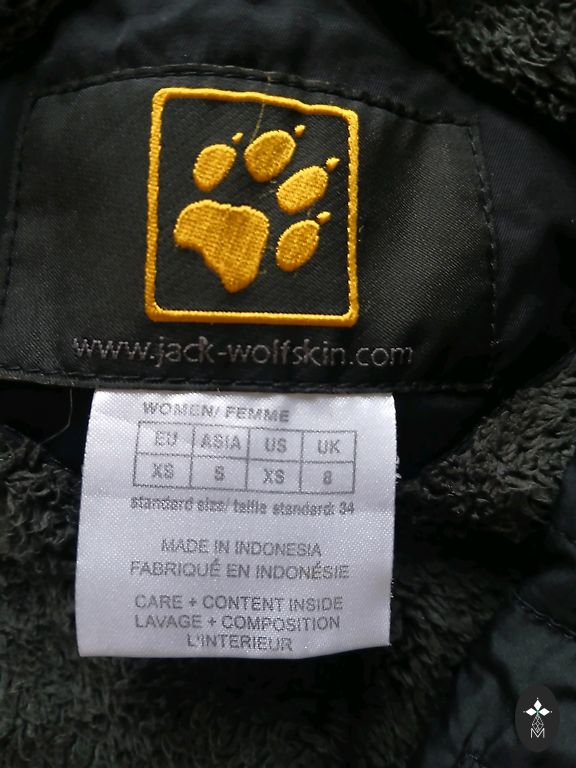 www.jack-wolfskin.com
WOMEN/ FEMME
EU ASIA US UK
XS S XS 8
standard size/ taille standard: 34
MADE IN INDONESIA
FABRIQUÉ EN INDONÉSIE
CARE + CONTENT INSIDE
LAVAGE + COMPOSITION
L'INTERIEUR
M